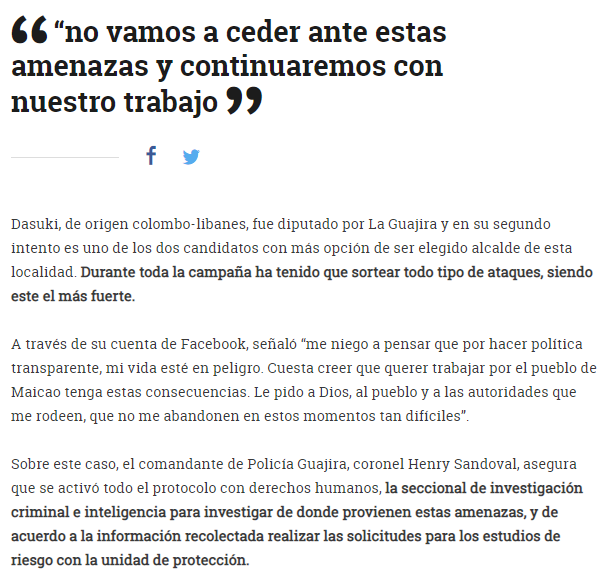 “ “no vamos a ceder ante estas
amenazas y continuaremos con
nuestro trabajo ”
Dasuki, de origen colombo-libanes, fue diputado por La Guajira y en su segundo
intento es uno de los dos candidatos con más opción de ser elegido alcalde de esta
localidad. Durante toda la campaña ha tenido que sortear todo tipo de ataques, siendo
este el más fuerte.
A través de su cuenta de Facebook, señaló “me niego a pensar que por hacer política
transparente, mi vida esté en peligro. Cuesta creer que querer trabajar por el pueblo de
Maicao tenga estas consecuencias. Le pido a Dios, al pueblo y a las autoridades que
me rodeen, que no me abandonen en estos momentos tan difíciles”.
Sobre este caso, el comandante de Policía Guajira, coronel Henry Sandoval, asegura
que se activó todo el protocolo con derechos humanos, la seccional de investigación
criminal e inteligencia para investigar de donde provienen estas amenazas, y de
acuerdo a la información recolectada realizar las solicitudes para los estudios de
riesgo con la unidad de protección.